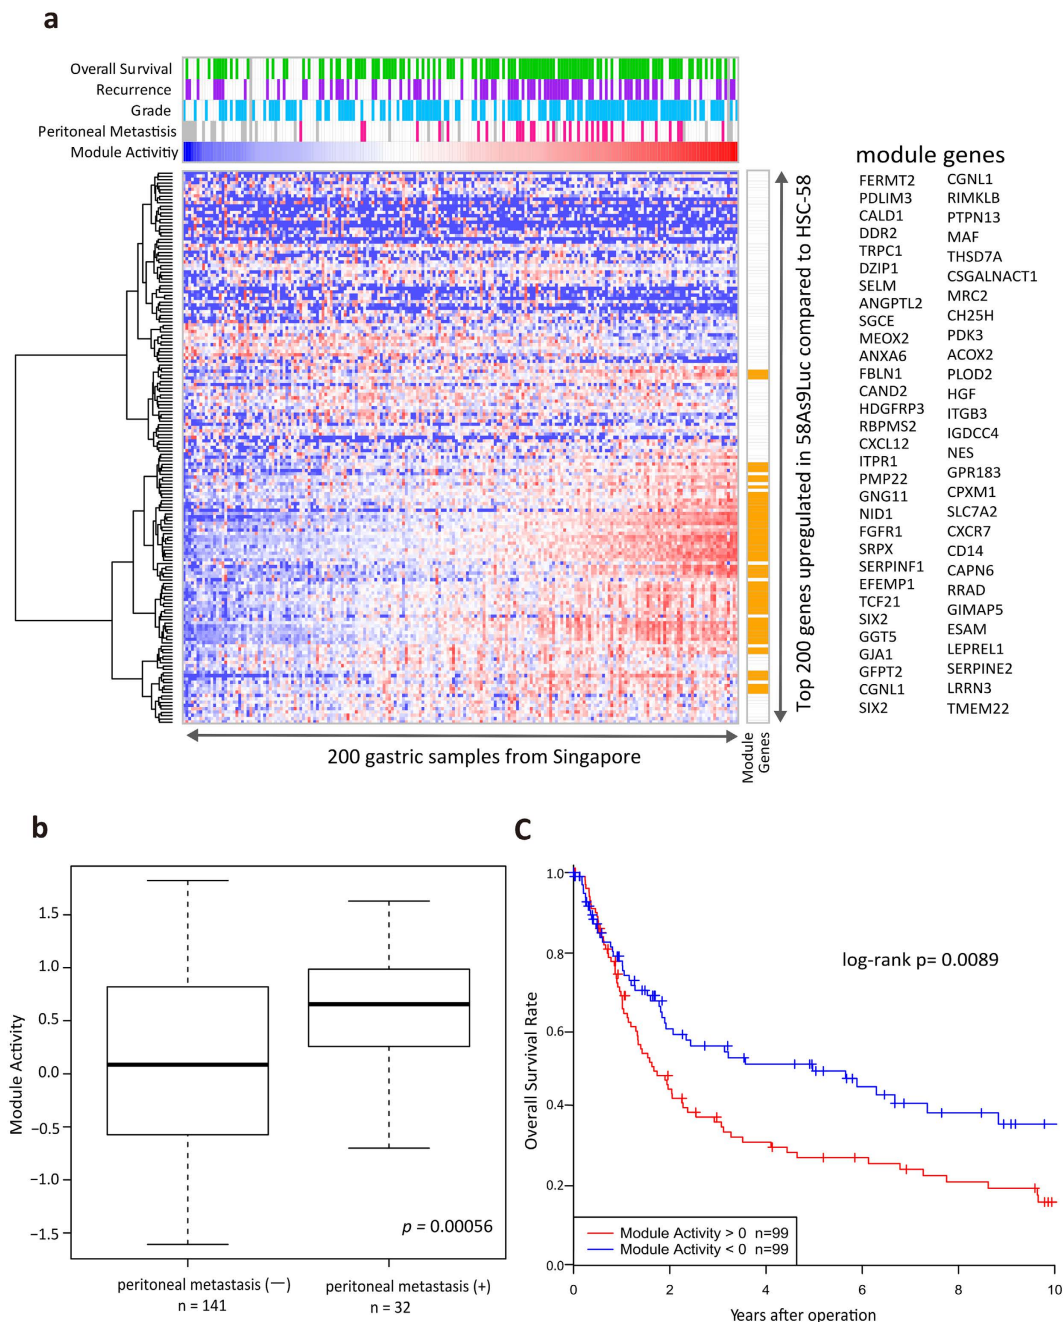 a
Overall Survival
Recurrence
Grade
Peritoneal Metastisis
Module Activitiy
Top 200 genes upregulated in 58As9Luc compared to HSC-58
200 gastric samples from Singapore
Module
Genes
module genes
FERMT2
PDLIM3
CALD1
DDR2
TRPC1
DZIP1
SELM
ANGPTL2
SGCE
MEOX2
ANXA6
FBLN1
CAND2
HDGFRP3
RBPMS2
CXCL12
ITPR1
PMP22
GNG11
NID1
FGFR1
SRPX
SERPINF1
EFEMP1
TCF21
SIX2
GGT5
GJA1
GFPT2
CGNL1
SIX2
CGNL1
RIMKLB
PTPN13
MAF
THSD7A
CSGALNACT1
MRC2
CH25H
PDK3
ACOX2
PLOD2
HGF
ITGB3
IGDCC4
NES
GPR183
CPXM1
SLC7A2
CXCR7
CD14
CAPN6
RRAD
GIMAP5
ESAM
LEPREL1
SERPINE2
LRRN3
TMEM22
b
Module Activity
1.5
1.0
0.5
0.0
−0.5
−1.0
−1.5
p = 0.00056
peritoneal metastasis (—)
n = 141
peritoneal metastasis (+)
n = 32
C
Overall Survival Rate
1.0
0.8
0.6
0.4
0.2
0.0
log-rank p= 0.0089
Module Activity > 0 n=99
Module Activity < 0 n=99
0 2 4 6 8 10
Years after operation